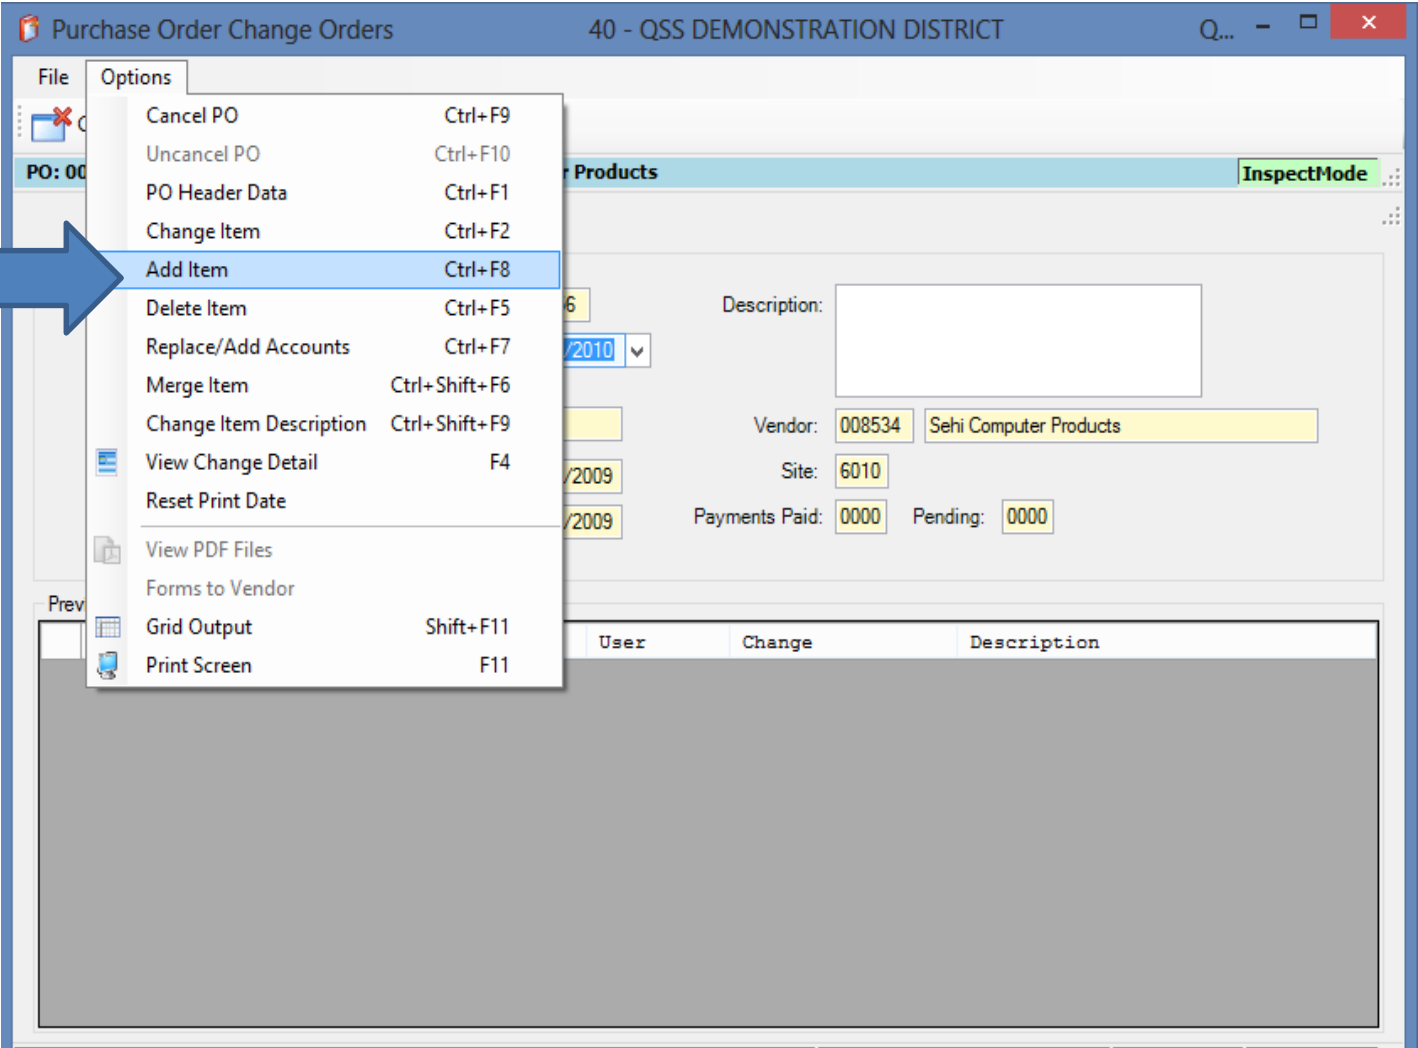 Purchase Order Change Orders 40 - QSS DEMONSTRATION DISTRICT Q...
File Options
Cancel PO Ctrl+F9
Uncancel PO Ctrl+F10
PO: 00 r Products InspectMode
PO Header Data Ctrl+F1
Change Item Ctrl+F2
Add Item Ctrl+F8
Delete Item Ctrl+F5
6 Description:
Replace/Add Accounts Ctrl+F7
/2010
Merge Item Ctrl+Shift+F6
Change Item Description Ctrl+Shift+F9
Vendor: 008534 Sehi Computer Products
View Change Detail F4
/2009 Site: 6010
Reset Print Date
/2009 Payments Paid: 0000 Pending: 0000
View PDF Files
Forms to Vendor
Prev
Grid Output Shift+F11
User Change Description
Print Screen F11